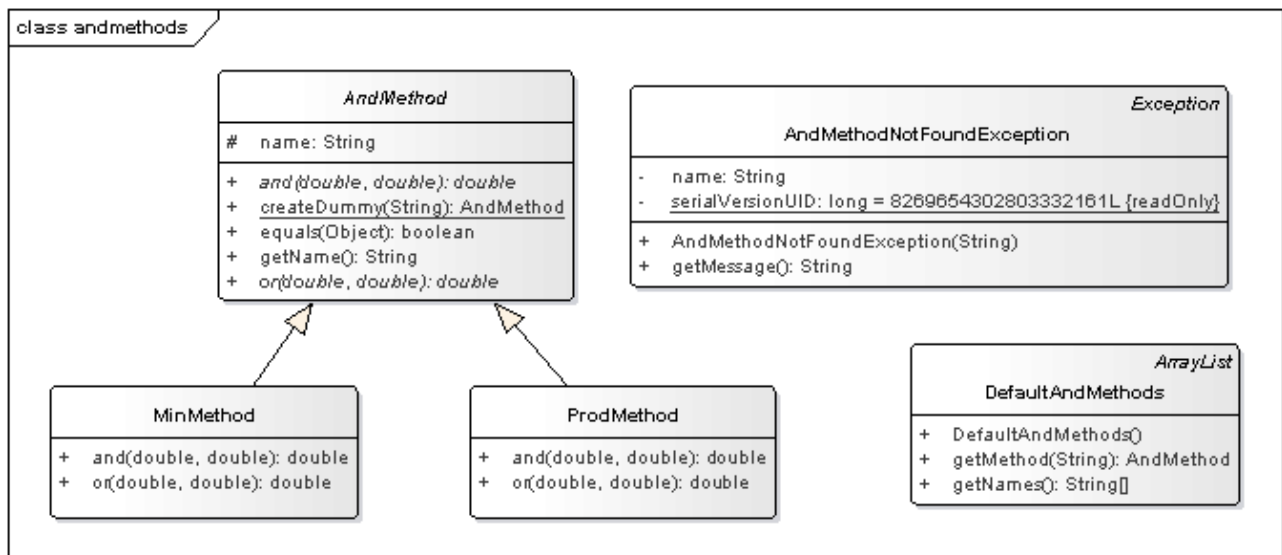 class andmethods
AndMethod
# name: String
+ and(double, double): double
+ createDummy(String): AndMethod
+ equals(Object): boolean
+ getName(): String
+ or(double, double): double
Exception
AndMethodNotFoundException
- name: String
- serialVersionUID: long = 8269654302803332161L {readOnly}
+ AndMethodNotFoundException(String)
+ getMessage(): String
MinMethod
+ and(double, double): double
+ or(double, double): double
ProdMethod
+ and(double, double): double
+ or(double, double): double
ArrayList
DefaultAndMethods
+ DefaultAndMethods()
+ getMethod(String): AndMethod
+ getNames(): String[]